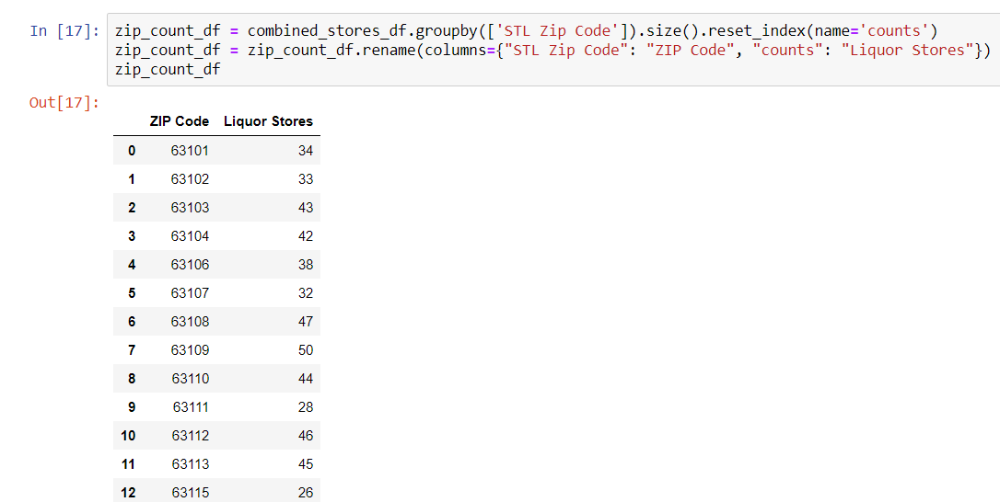 In [17]: zip_count_df = combined_stores_df.groupby(['STL Zip Code']).size().reset_index(name='counts')
zip_count_df = zip_count_df.rename(columns={"STL Zip Code": "ZIP Code", "counts": "Liquor Stores"})
zip_count_df
Out[17]:
ZIP Code Liquor Stores
0 63101 34
1 63102 33
2 63103 43
3 63104 42
4 63106 38
5 63107 32
6 63108 47
7 63109 50
8 63110 44
9 63111 28
10 63112 46
11 63113 45
12 63115 26